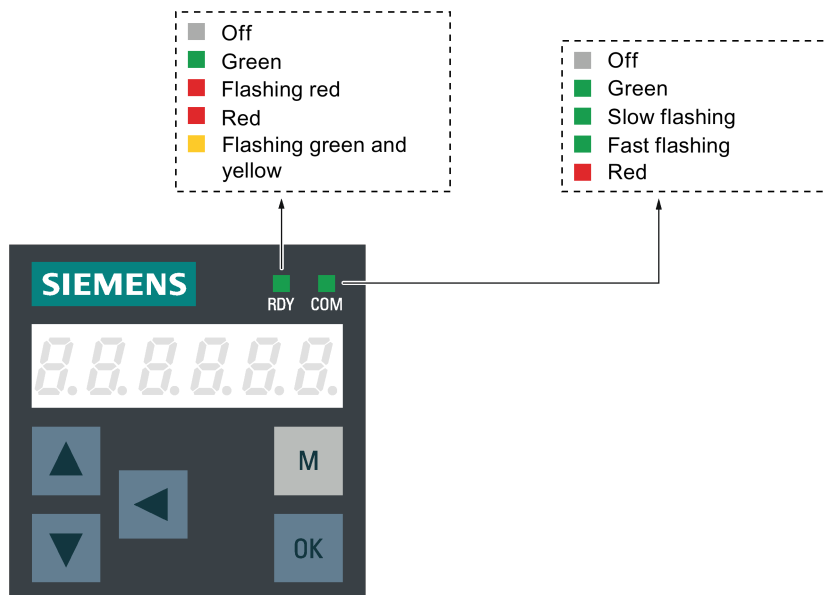 Off
Green
Flashing red
Red
Flashing green and
yellow
Off
Green
Slow flashing
Fast flashing
Red
SIEMENS
RDY COM
8.8.8.8.8.8.
M
OK